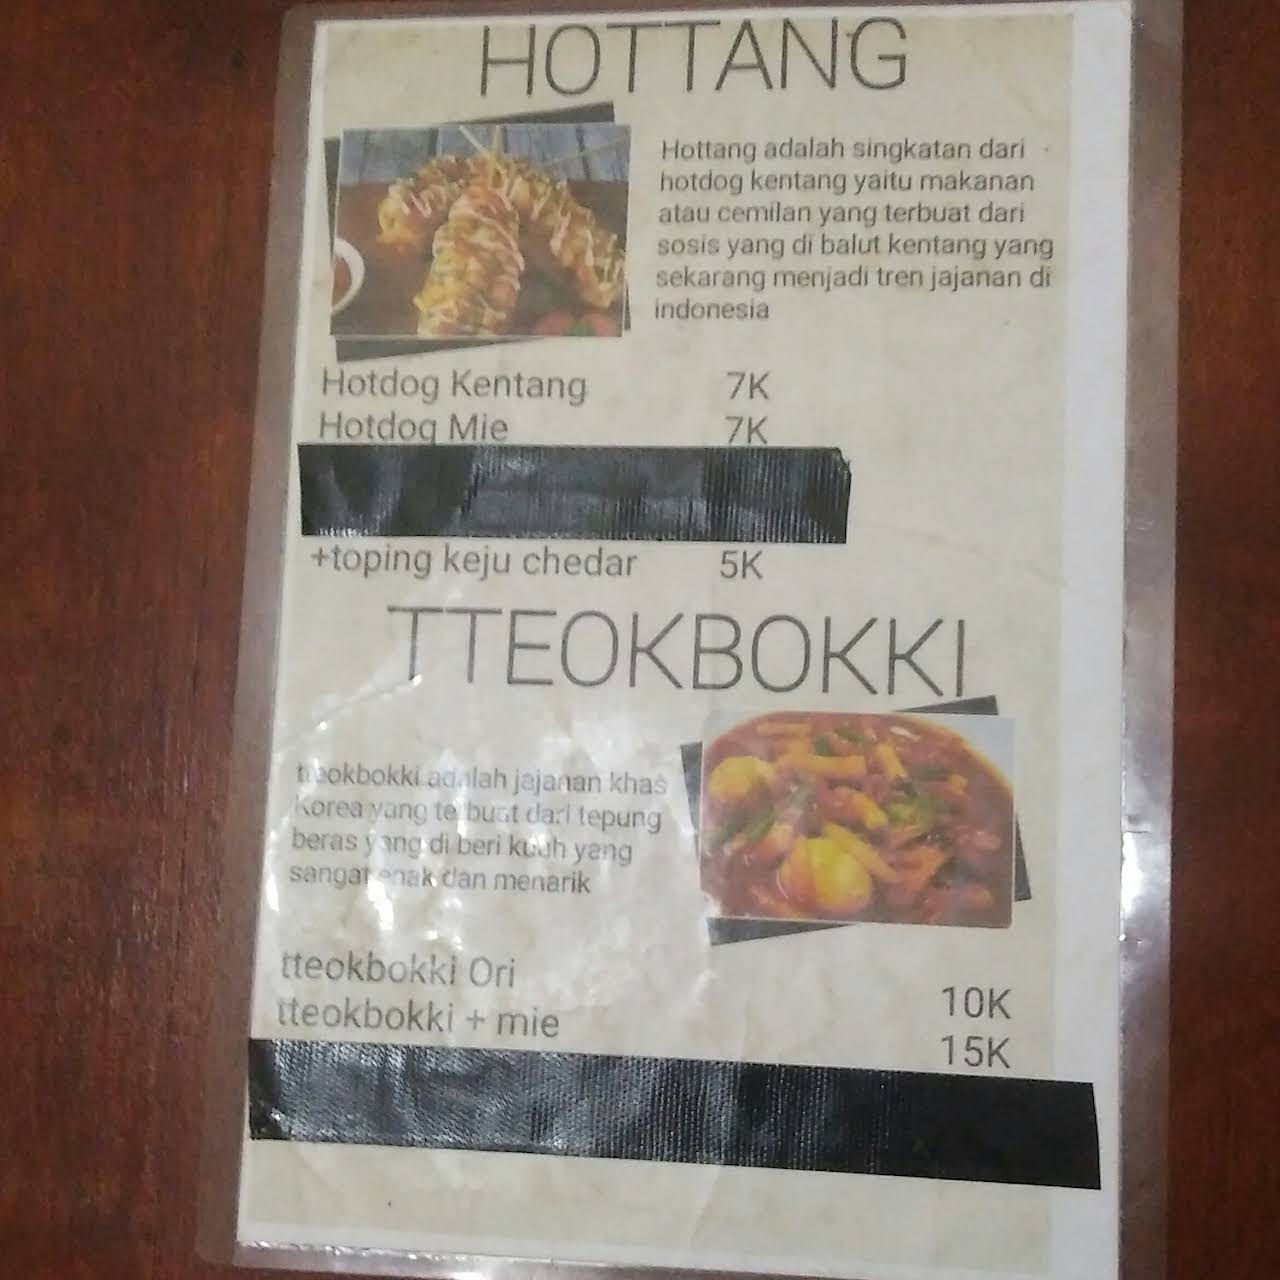 HOTTANG
Hottang adalah singkatan dari
hotdog kentang yaitu makanan
atau cemilan yang terbuat dari
sosis yang di balut kentang yang
sekarang menjadi tren jajanan di
indonesia
Hotdog Kentang 7K
Hotdog Mie 7K
+toping keju chedar 5K
TTEOKBOKKI
tteokbokki adalah jajanan khas
Korea yang terbuat dari tepung
beras yang di beri kuah yang
sangat enak dan menarik
tteokbokki Ori 10K
tteokbokki + mie 15K